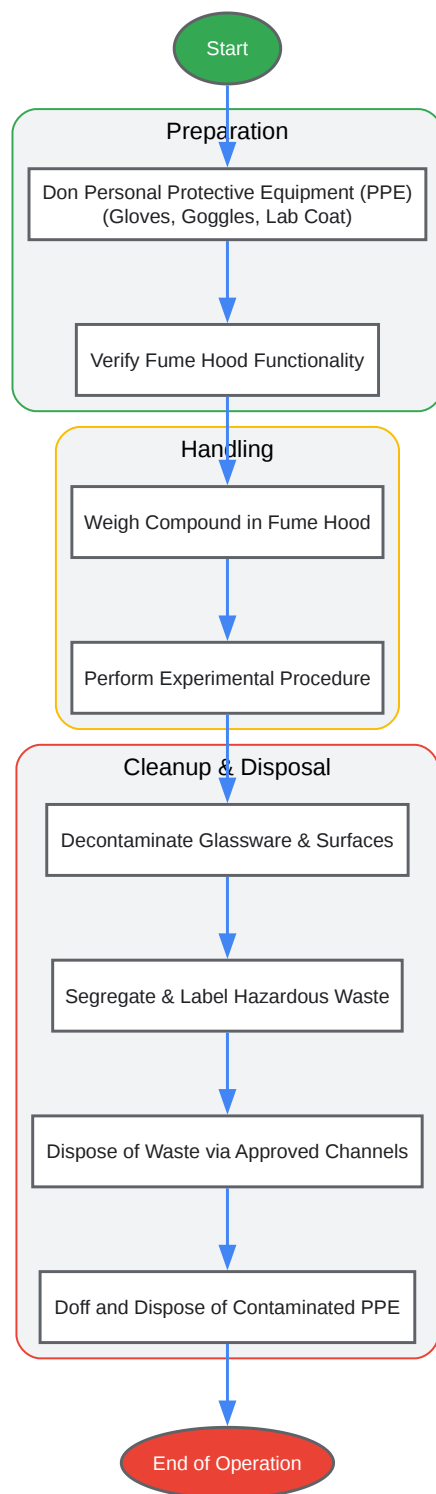 Start
Preparation
Don Personal Protective Equipment (PPE)
(Gloves, Goggles, Lab Coat)
Verify Fume Hood Functionality
Handling
Weigh Compound in Fume Hood
Perform Experimental Procedure
Cleanup & Disposal
Decontaminate Glassware & Surfaces
Segregate & Label Hazardous Waste
Dispose of Waste via Approved Channels
Doff and Dispose of Contaminated PPE
End of Operation